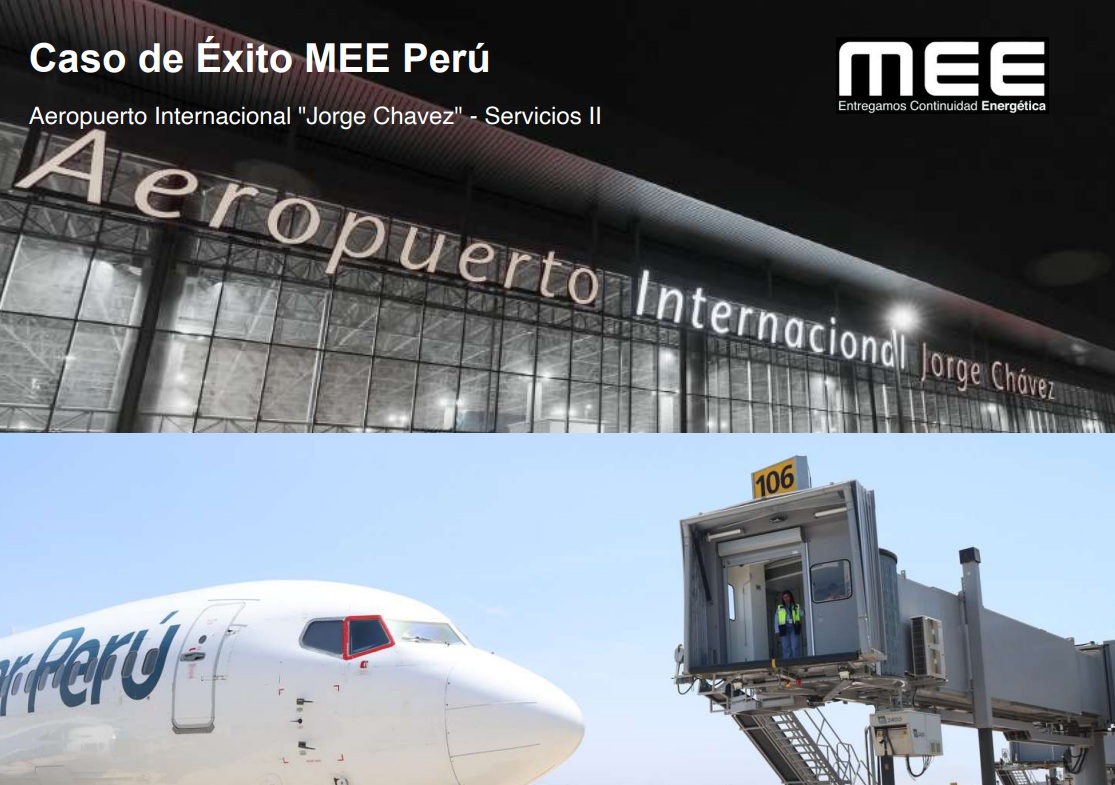 Caso de Éxito MEE Perú
Aeropuerto Internacional "Jorge Chavez" - Servicios II
MEE
Entregamos Continuidad Energética
Aeropuerto Internacional Jorge Chávez
106
Perú